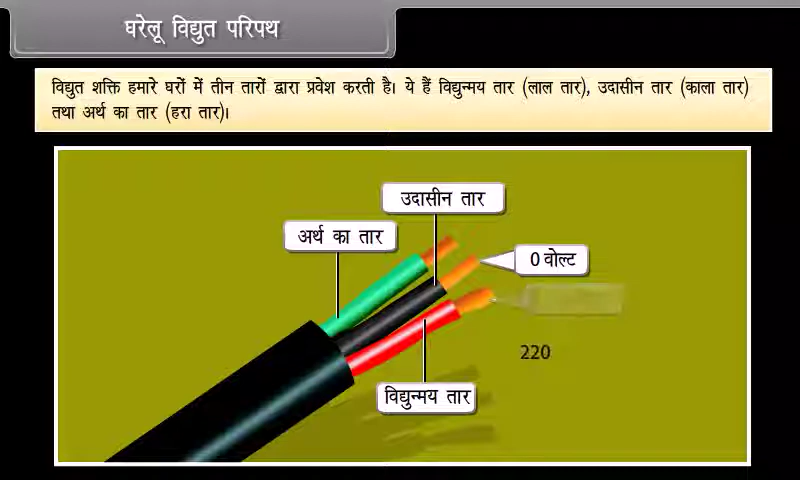 घरेलू विद्युत परिपथ
विद्युत शक्ति हमारे घरों में तीन तारों द्वारा प्रवेश करती है। ये हैं विद्युन्मय तार (लाल तार), उदासीन तार (काला तार)
तथा अर्थ का तार (हरा तार)।
उदासीन तार
अर्थ का तार
0 वोल्ट
220
विद्युन्मय तार